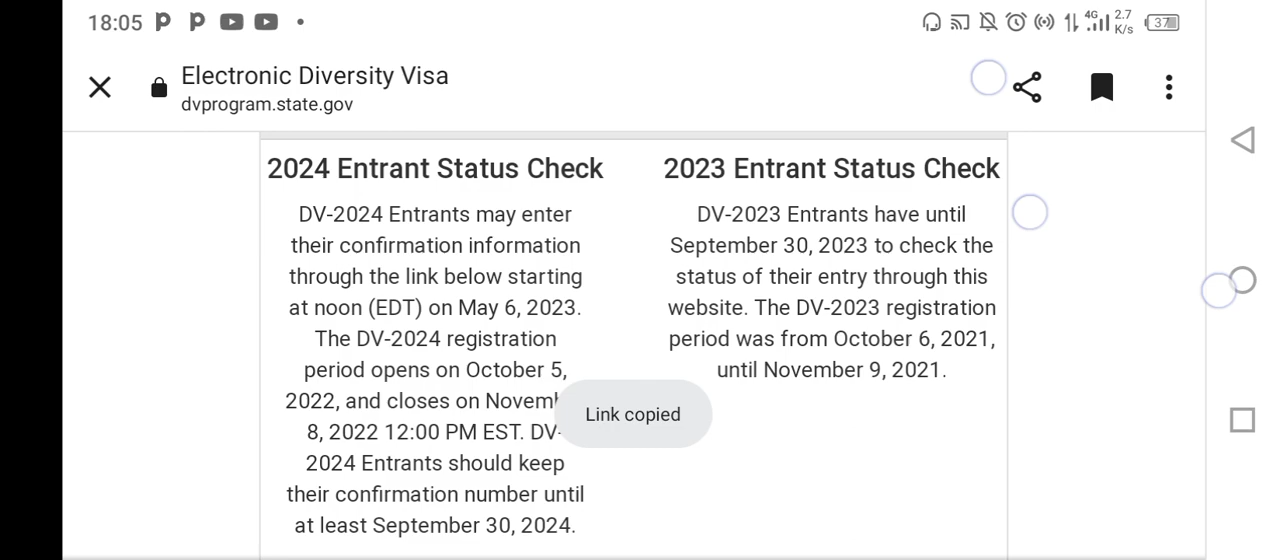 18:05
4G 2.7 K/s 37
Electronic Diversity Visa
dvprogram.state.gov
2024 Entrant Status Check
DV-2024 Entrants may enter
their confirmation information
through the link below starting
at noon (EDT) on May 6, 2023.
The DV-2024 registration
period opens on October 5,
2022, and closes on
8, 2022 12:00 PM EST. DV-
2024 Entrants should keep
their confirmation number until
at least September 30, 2024.
2023 Entrant Status Check
DV-2023 Entrants have until
September 30, 2023 to check the
status of their entry through this
website. The DV-2023 registration
period was from October 6, 2021,
until November 9, 2021.
Link copied